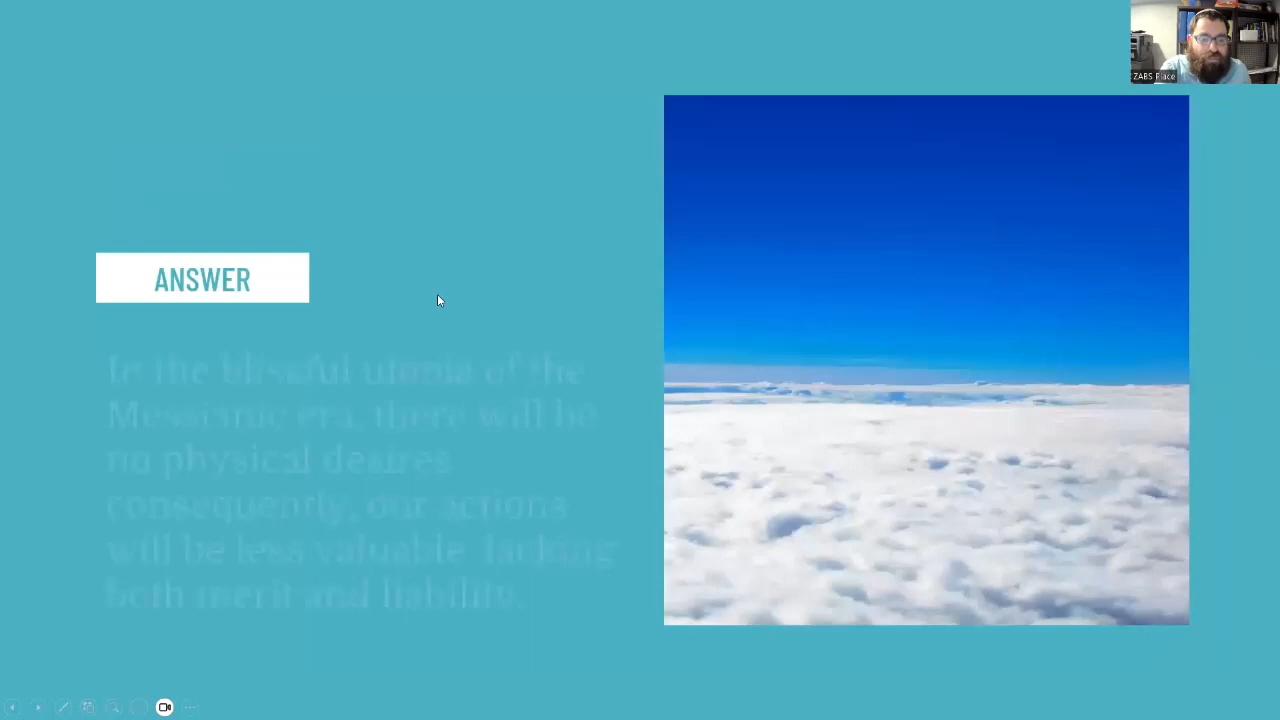 ZABS Place
ANSWER
In the blissful utopia of the
Messianic era, there will be
no physical desires
consequently, our actions
will be less valuable lacking
both merit and liability.